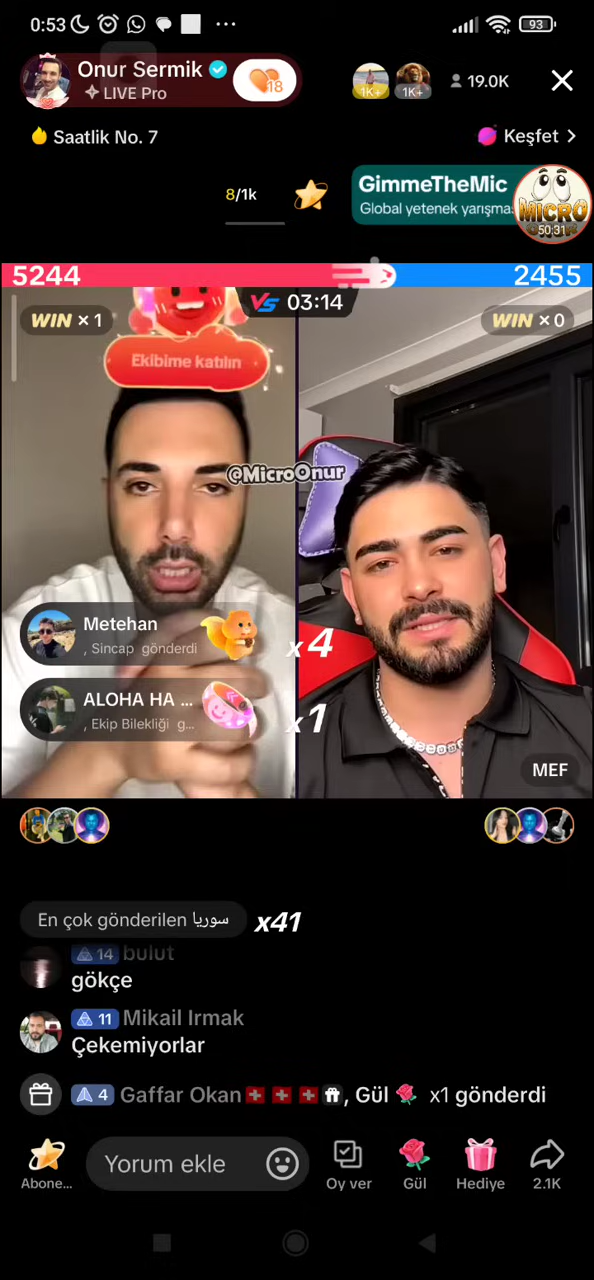 0:53
93
Onur Sermik
LIVE Pro
18
1K+
1K+
19.0K
Saatlik No. 7
Keşfet
8/1k
GimmeTheMic
Global yetenek yarışmas
MICRO
50:31
5244
2455
WIN × 1
VS 03:14
WIN × 0
Ekibime katılın
@MicroOnur
Metehan
, Sincap gönderdi
x4
ALOHA HA ...
, Ekip Bilekliği g...
x1
MEF
En çok gönderilen سوريا x41
14 bulut
gökçe
11 Mikail Irmak
Çekemiyorlar
4 Gaffar Okan🇨🇭🇨🇭🇨🇭, Gül x1 gönderdi
Yorum ekle
Abone...
Oy ver
Gül
Hediye
2.1K